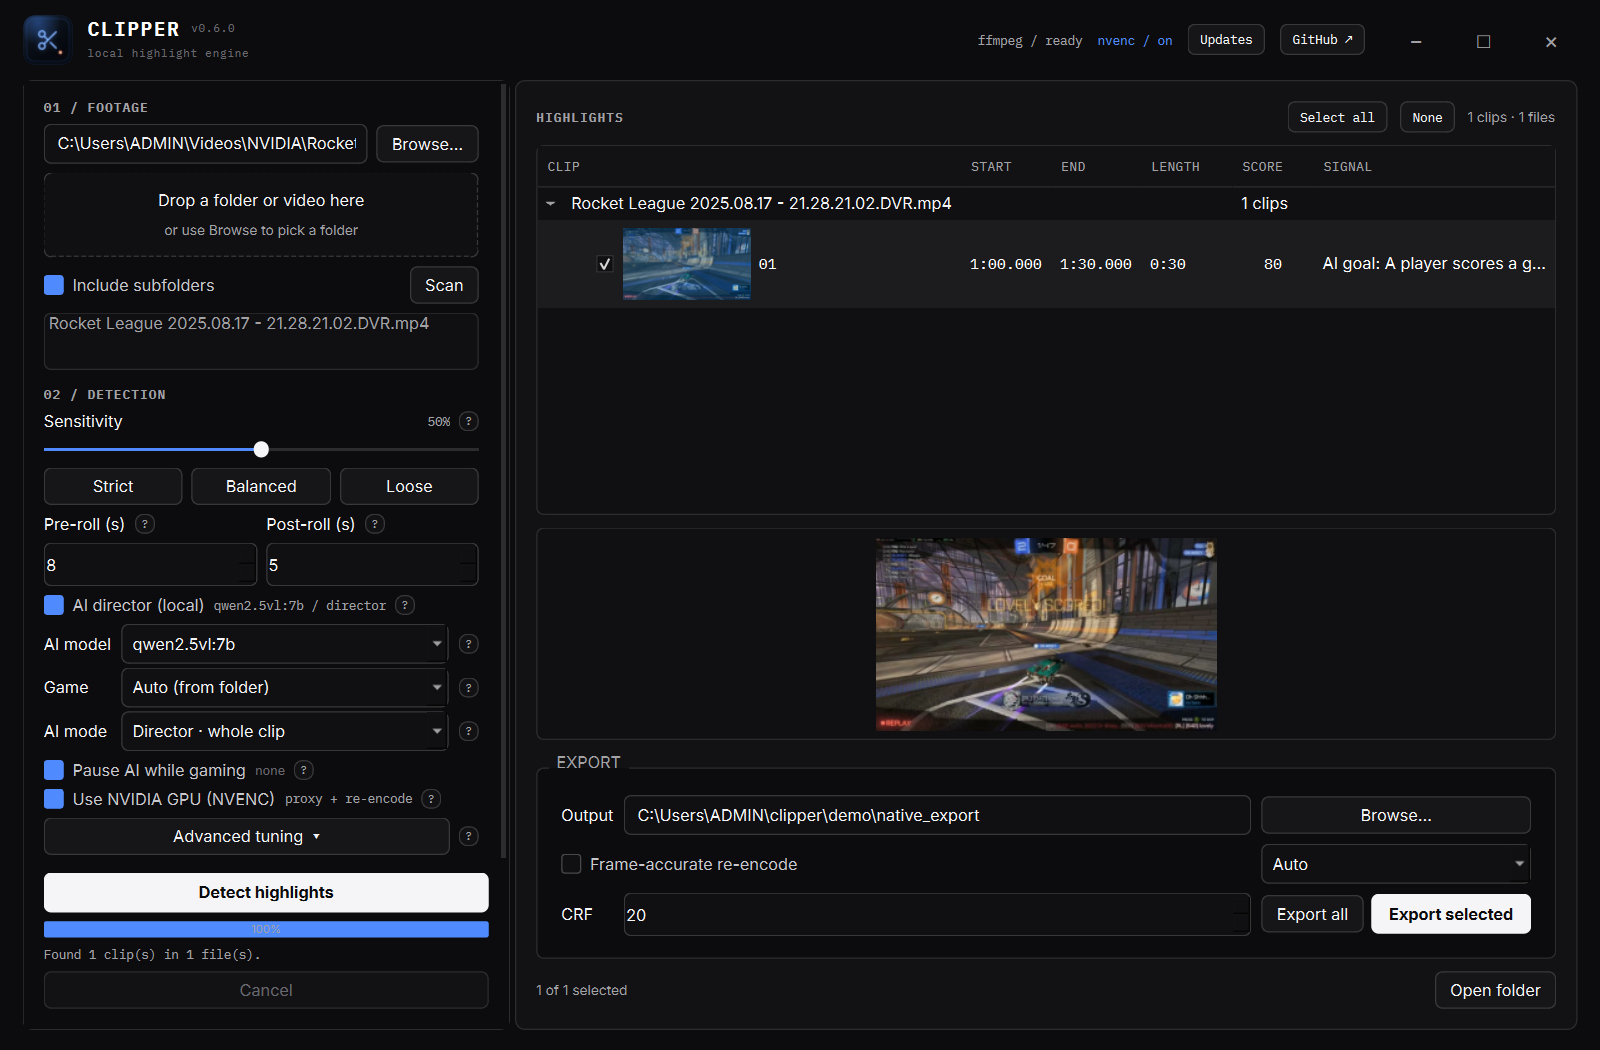 CLIPPER v0.6.0
local highlight engine
ffmpeg / ready nvenc / on Updates GitHub ↗
01 / FOOTAGE
C:\Users\ADMIN\Videos\NVIDIA\Rocket Browse...
Drop a folder or video here
or use Browse to pick a folder
Include subfolders Scan
Rocket League 2025.08.17 - 21.28.21.02.DVR.mp4
02 / DETECTION
Sensitivity 50% ?
Strict Balanced Loose
Pre-roll (s) ? Post-roll (s) ?
8 5
AI director (local) qwen2.5vl:7b / director ?
AI model qwen2.5vl:7b ?
Game Auto (from folder) ?
AI mode Director · whole clip ?
Pause AI while gaming none ?
Use NVIDIA GPU (NVENC) proxy + re-encode ?
Advanced tuning ▾ ?
Detect highlights
100%
Found 1 clip(s) in 1 file(s).
Cancel
HIGHLIGHTS Select all None 1 clips · 1 files
CLIP START END LENGTH SCORE SIGNAL
Rocket League 2025.08.17 - 21.28.21.02.DVR.mp4 1 clips
01 1:00.000 1:30.000 0:30 80 AI goal: A player scores a g...
2 1:47 0
GOAL
LOVELY SCORED!
REPLAY
EXPORT
Output C:\Users\ADMIN\clipper\demo\native_export Browse...
Frame-accurate re-encode Auto
CRF 20 Export all Export selected
1 of 1 selected Open folder